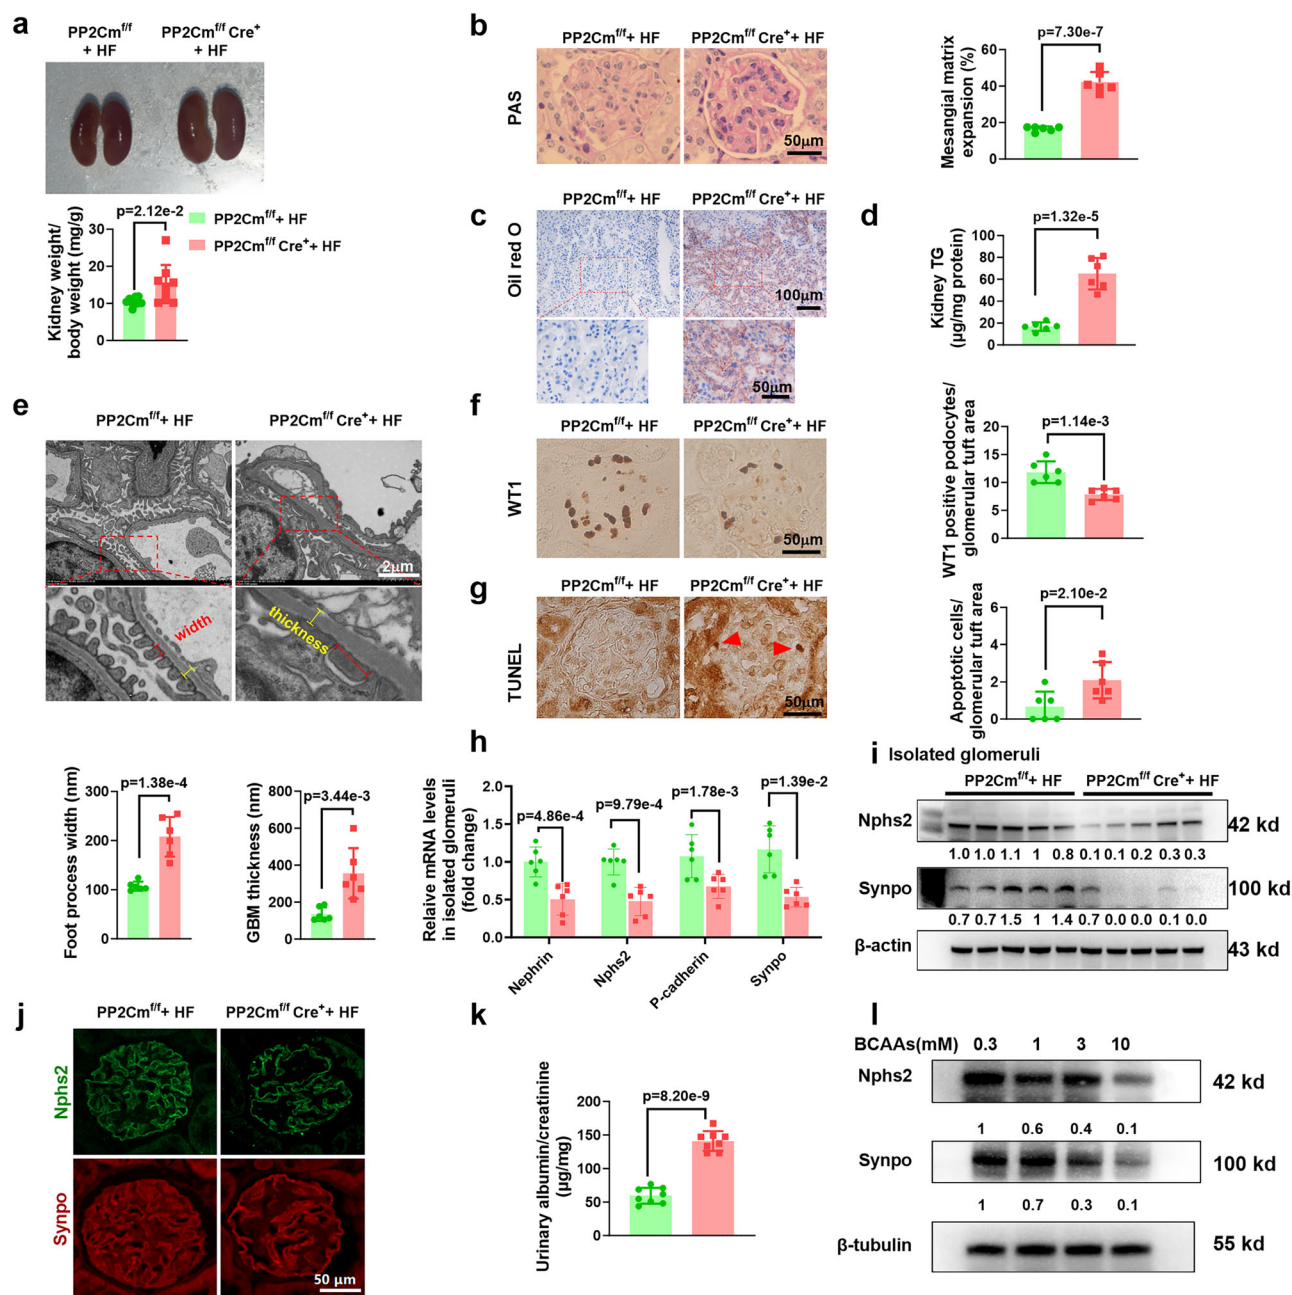 a
PP2Cm^f/f + HF
PP2Cm^f/f Cre⁺ + HF
p=2.12e-2
PP2Cm^f/f+ HF
PP2Cm^f/f Cre⁺+ HF
Kidney weight/
body weight (mg/g)
30
20
10
0
b
PP2Cm^f/f+ HF
PP2Cm^f/f Cre⁺+ HF
PAS
50μm
p=7.30e-7
Mesangial matrix
expansion (%)
60
40
20
0
c
PP2Cm^f/f+ HF
PP2Cm^f/f Cre⁺+ HF
Oil red O
100μm
50μm
d
p=1.32e-5
Kidney TG
(μg/mg protein)
100
80
60
40
20
0
e
PP2Cm^f/f+ HF
PP2Cm^f/f Cre⁺+ HF
2μm
width
thickness
p=1.38e-4
Foot process width (nm)
300
200
100
0
p=3.44e-3
GBM thickness (nm)
800
600
400
200
0
f
PP2Cm^f/f+ HF
PP2Cm^f/f Cre⁺+ HF
WT1
50μm
p=1.14e-3
WT1 positive podocytes/
glomerular tuft area
20
15
10
5
0
g
PP2Cm^f/f+ HF
PP2Cm^f/f Cre⁺+ HF
TUNEL
50μm
p=2.10e-2
Apoptotic cells/
glomerular tuft area
6
4
2
0
h
Relaive mRNA levels
in isolated glomeruli
(fold change)
2.0
1.5
1.0
0.5
0.0
p=4.86e-4
p=9.79e-4
p=1.78e-3
p=1.39e-2
Nephrin
Nphs2
P-cadherin
Synpo
i Isolated glomeruli
PP2Cm^f/f+ HF
PP2Cm^f/f Cre⁺+ HF
Nphs2
42 kd
1.0 1.0 1.1 1 0.8 0.1 0.1 0.2 0.3 0.3
Synpo
100 kd
0.7 0.7 1.5 1 1.4 0.7 0.0 0.0 0.1 0.0
β-actin
43 kd
j
PP2Cm^f/f+ HF
PP2Cm^f/f Cre⁺+ HF
Nphs2
Synpo
50 μm
k
p=8.20e-9
Urinary albumin/creatinine
(μg/mg)
200
150
100
50
0
l
BCAAs(mM) 0.3 1 3 10
Nphs2
42 kd
1 0.6 0.4 0.1
Synpo
100 kd
1 0.7 0.3 0.1
β-tubulin
55 kd